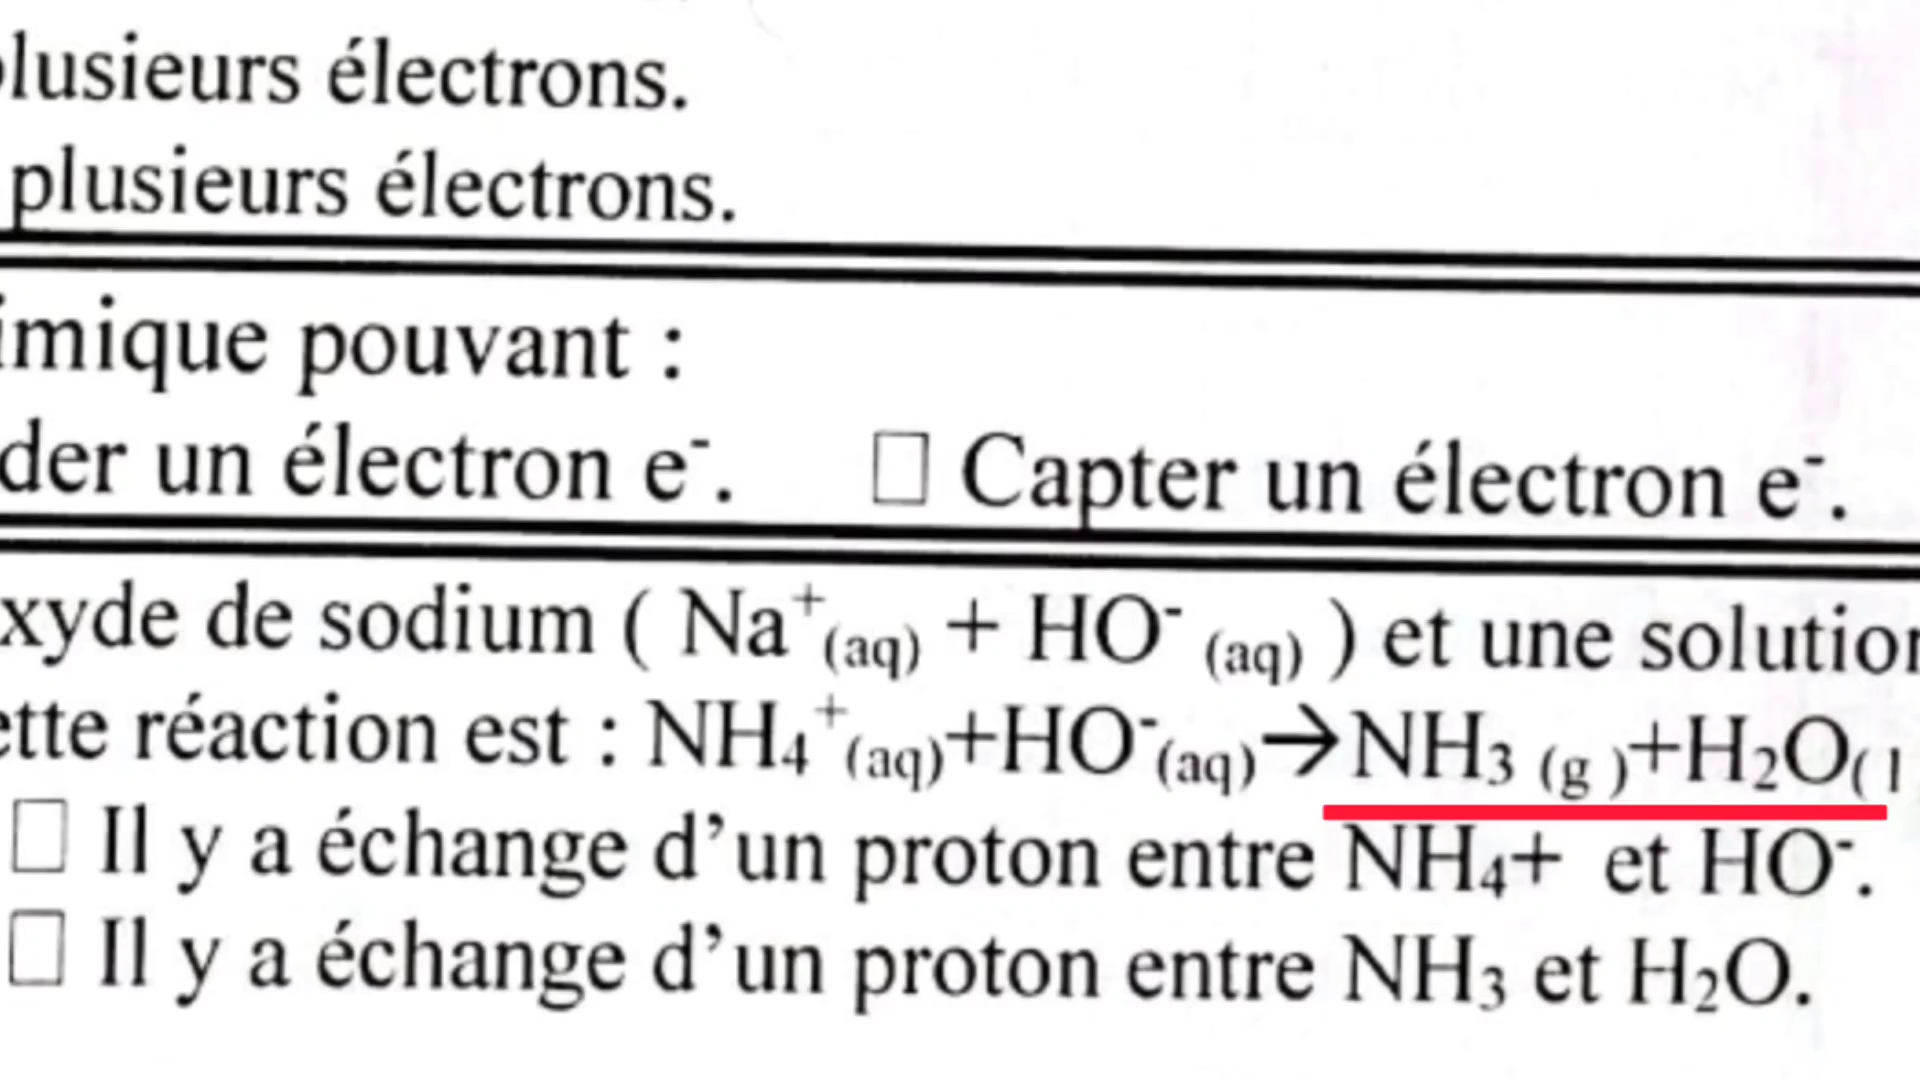 plusieurs électrons.
plusieurs électrons.
imique pouvant :
der un électron e⁻. □ Capter un électron e⁻.
xyde de sodium ( Na⁺(aq) + HO⁻ (aq) ) et une solution
ette réaction est : NH₄⁺(aq)+HO⁻(aq)→NH₃ (g )+H₂O( l
□ Il y a échange d’un proton entre NH₄+ et HO⁻.
□ Il y a échange d’un proton entre NH₃ et H₂O.